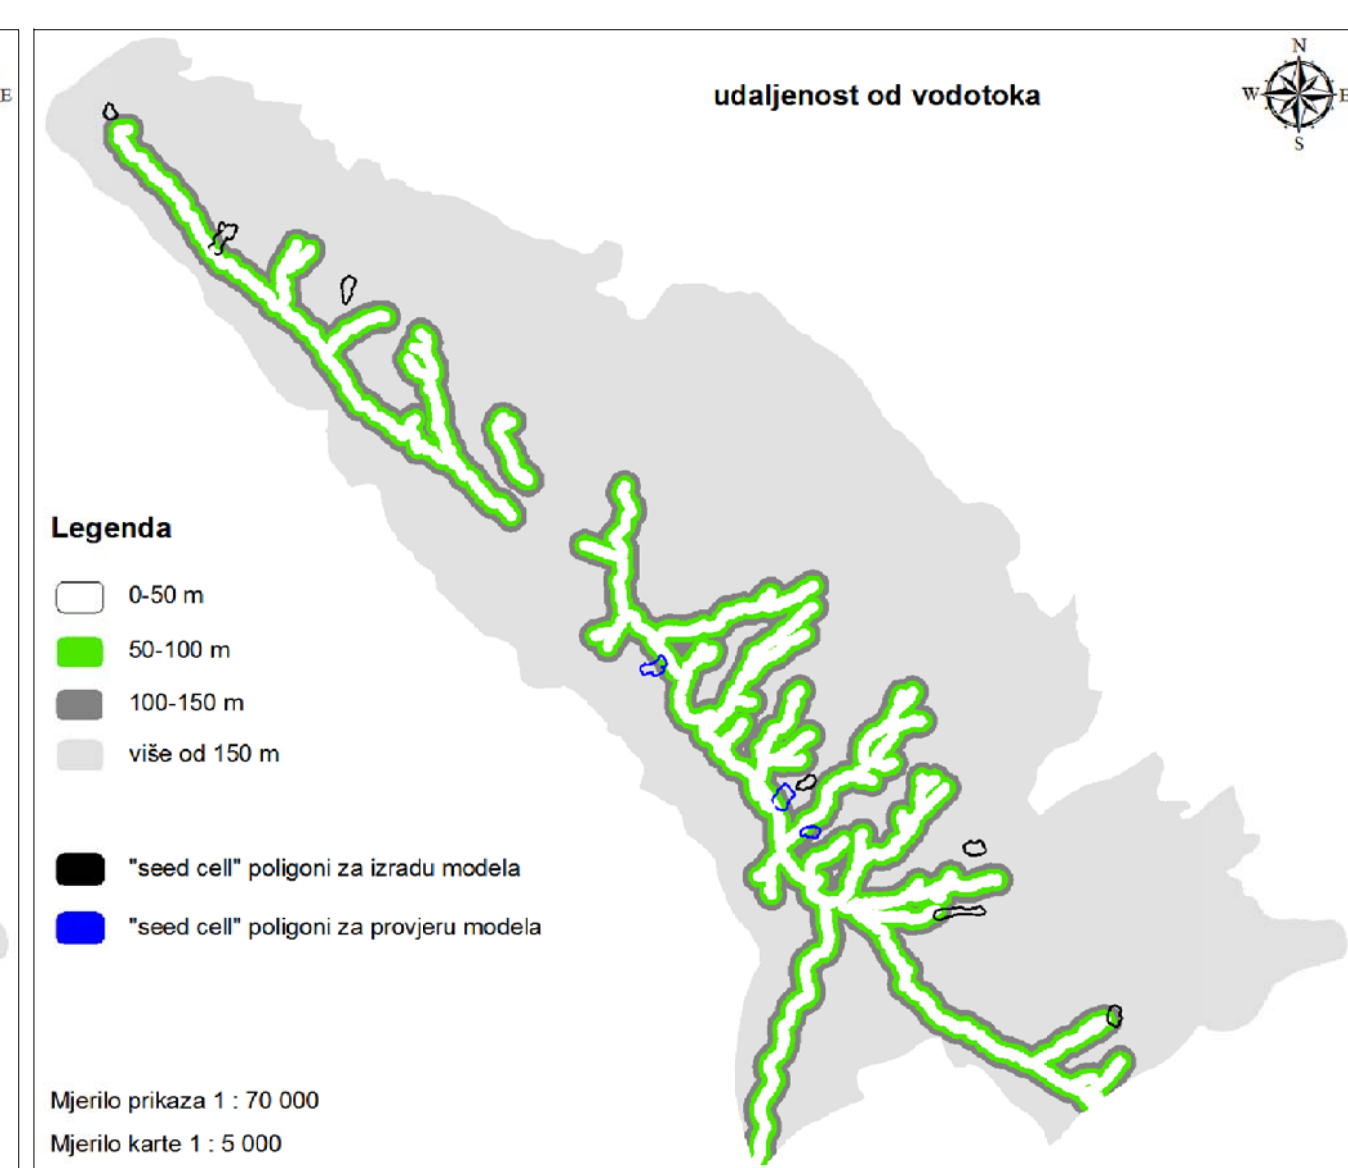 udaljenost od vodotoka
N
W E
S
E
Legenda
0-50 m
50-100 m
100-150 m
više od 150 m
"seed cell" poligoni za izradu modela
"seed cell" poligoni za provjeru modela
Mjerilo prikaza 1 : 70 000
Mjerilo karte 1 : 5 000